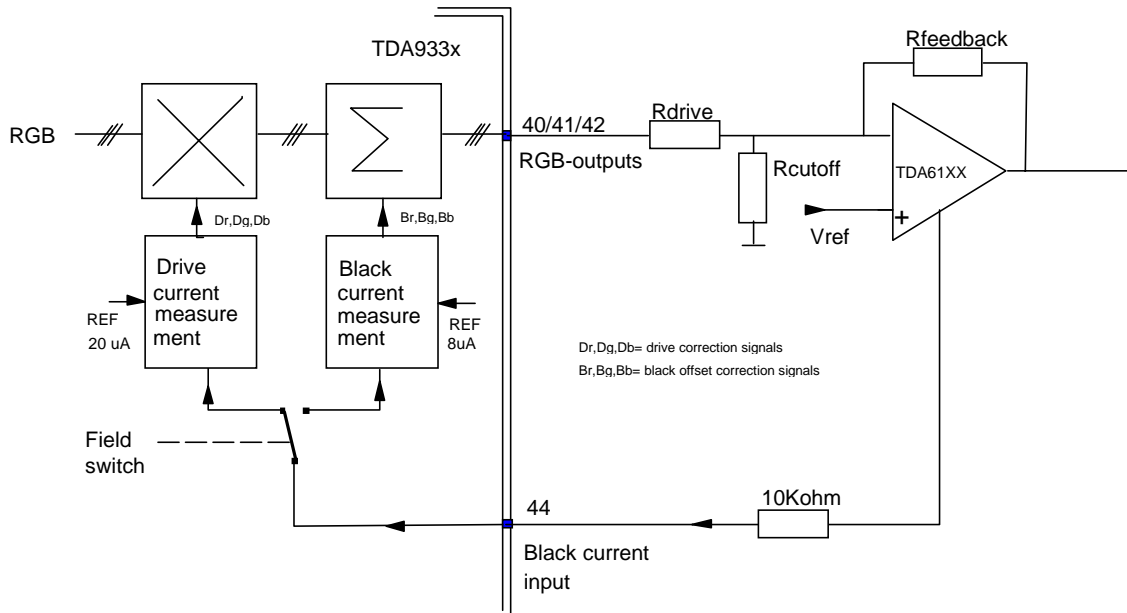 TDA933x
Rfeedback
RGB
40/41/42
Rdrive
RGB-outputs
Rcutoff
TDA61XX
Dr,Dg,Db
Br,Bg,Bb
+
Vref
Drive
current
measure
ment
Black
current
measure
ment
REF
20 uA
REF
8uA
Dr,Dg,Db= drive correction signals
Br,Bg,Bb= black offset correction signals
Field
switch
44
10Kohm
Black current
input